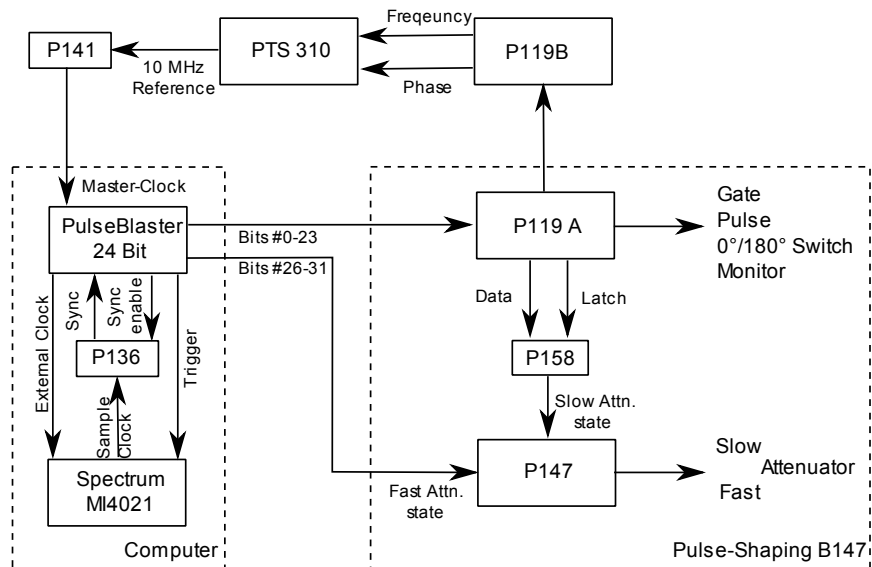 Freqeuncy
P141
PTS 310
P119B
10 MHz
Reference
Phase
Master-Clock
PulseBlaster
24 Bit
Bits #0-23
Bits #26-31
P119 A
Gate
Pulse
0°/180° Switch
Monitor
External Clock
Sync
Sync
enable
Trigger
Data
Latch
P136
P158
Sample
Clock
Slow Attn.
state
Spectrum
MI4021
Fast Attn.
state
P147
Slow
Attenuator
Fast
Computer
Pulse-Shaping B147